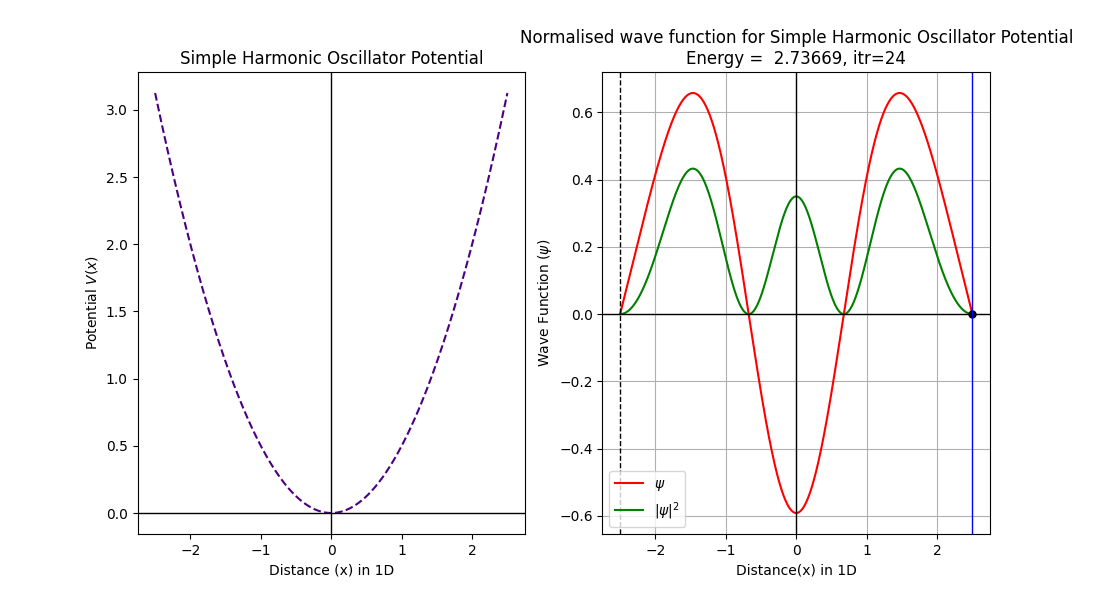 Simple Harmonic Oscillator Potential
Potential V(x)
3.0
2.5
2.0
1.5
1.0
0.5
0.0
−2 −1 0 1 2
Distance (x) in 1D
Normalised wave function for Simple Harmonic Oscillator Potential
Energy =  2.73669, itr=24
Wave Function (ψ)
0.6
0.4
0.2
0.0
−0.2
−0.4
−0.6
ψ
|ψ|²
−2 −1 0 1 2
Distance(x) in 1D